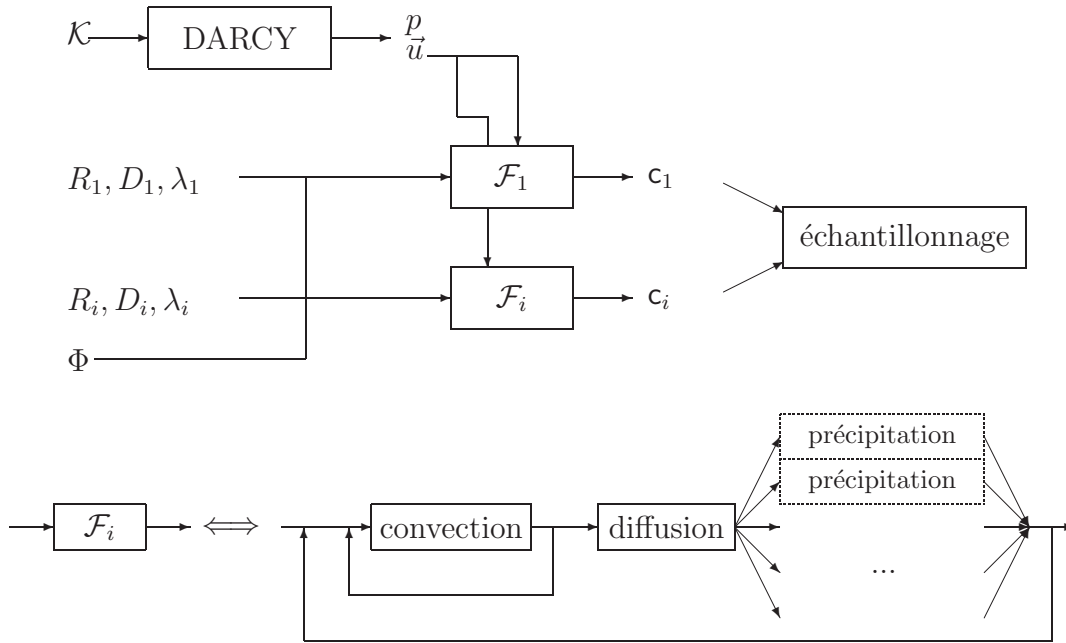 𝒦 DARCY p
u⃗
R₁, D₁, λ₁ ℱ₁ c₁
échantillonnage
Rᵢ, Dᵢ, λᵢ ℱᵢ cᵢ
Φ
précipitation
précipitation
ℱᵢ ⟺ convection diffusion
...